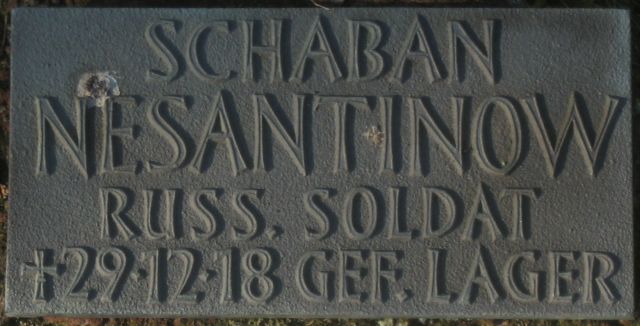 SCHABAN
NESANTINOW
RUSS. SOLDAT
+29·12·18 GEF. LAGER